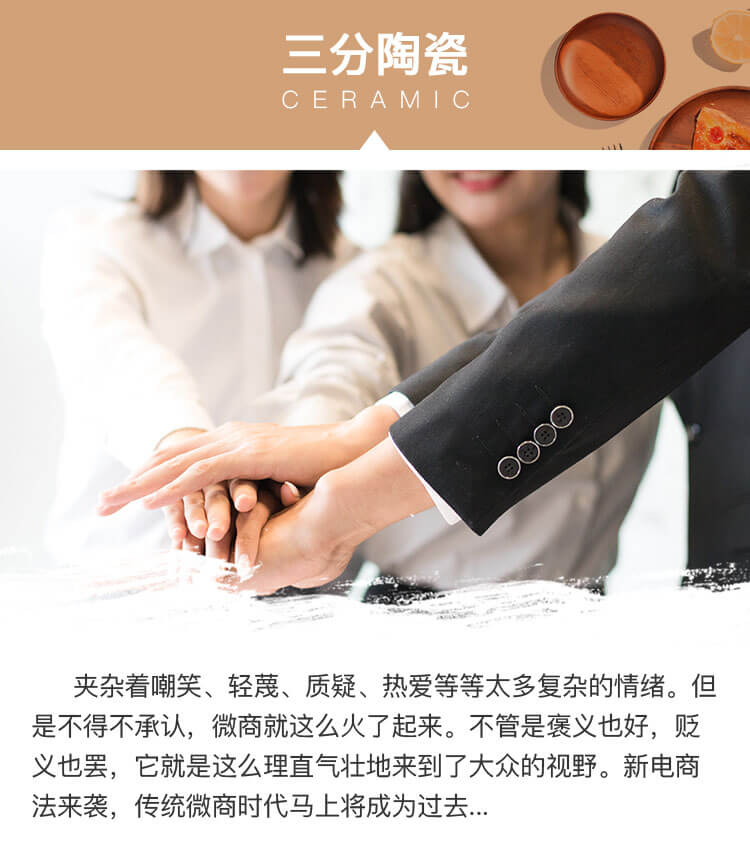 三分陶瓷
CERAMIC
夹杂着嘲笑、轻蔑、质疑、热爱等等太多复杂的情绪。但
是不得不承认，微商就这么火了起来。不管是褒义也好，贬
义也罢，它就是这么理直气壮地来到了大众的视野。新电商
法来袭，传统微商时代马上将成为过去...